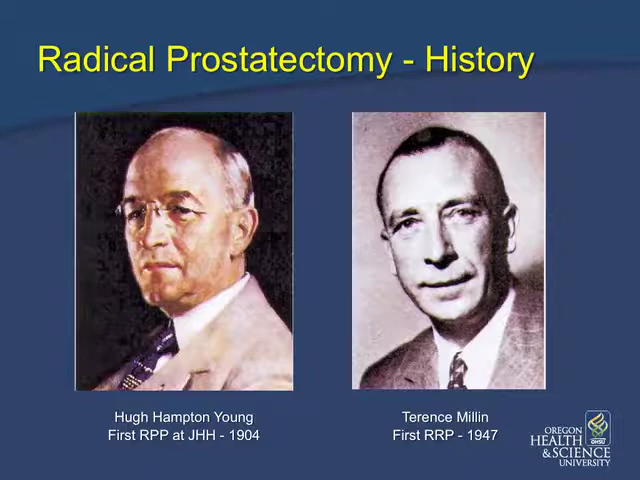 Radical Prostatectomy - History
Hugh Hampton Young
First RPP at JHH - 1904
Terence Millin
First RRP - 1947
OREGON
HEALTH
& SCIENCE
UNIVERSITY
OHSU